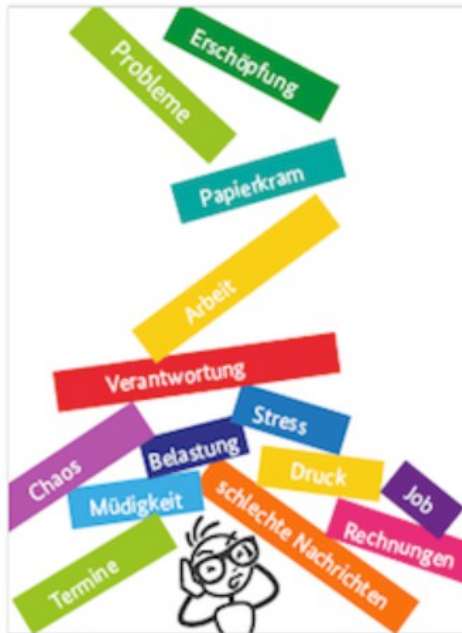 Probleme
Erschöpfung
Papierkram
Arbeit
Verantwortung
Stress
Chaos
Belastung
Druck
Job
Müdigkeit
schlechte Nachrichten
Rechnungen
Termine